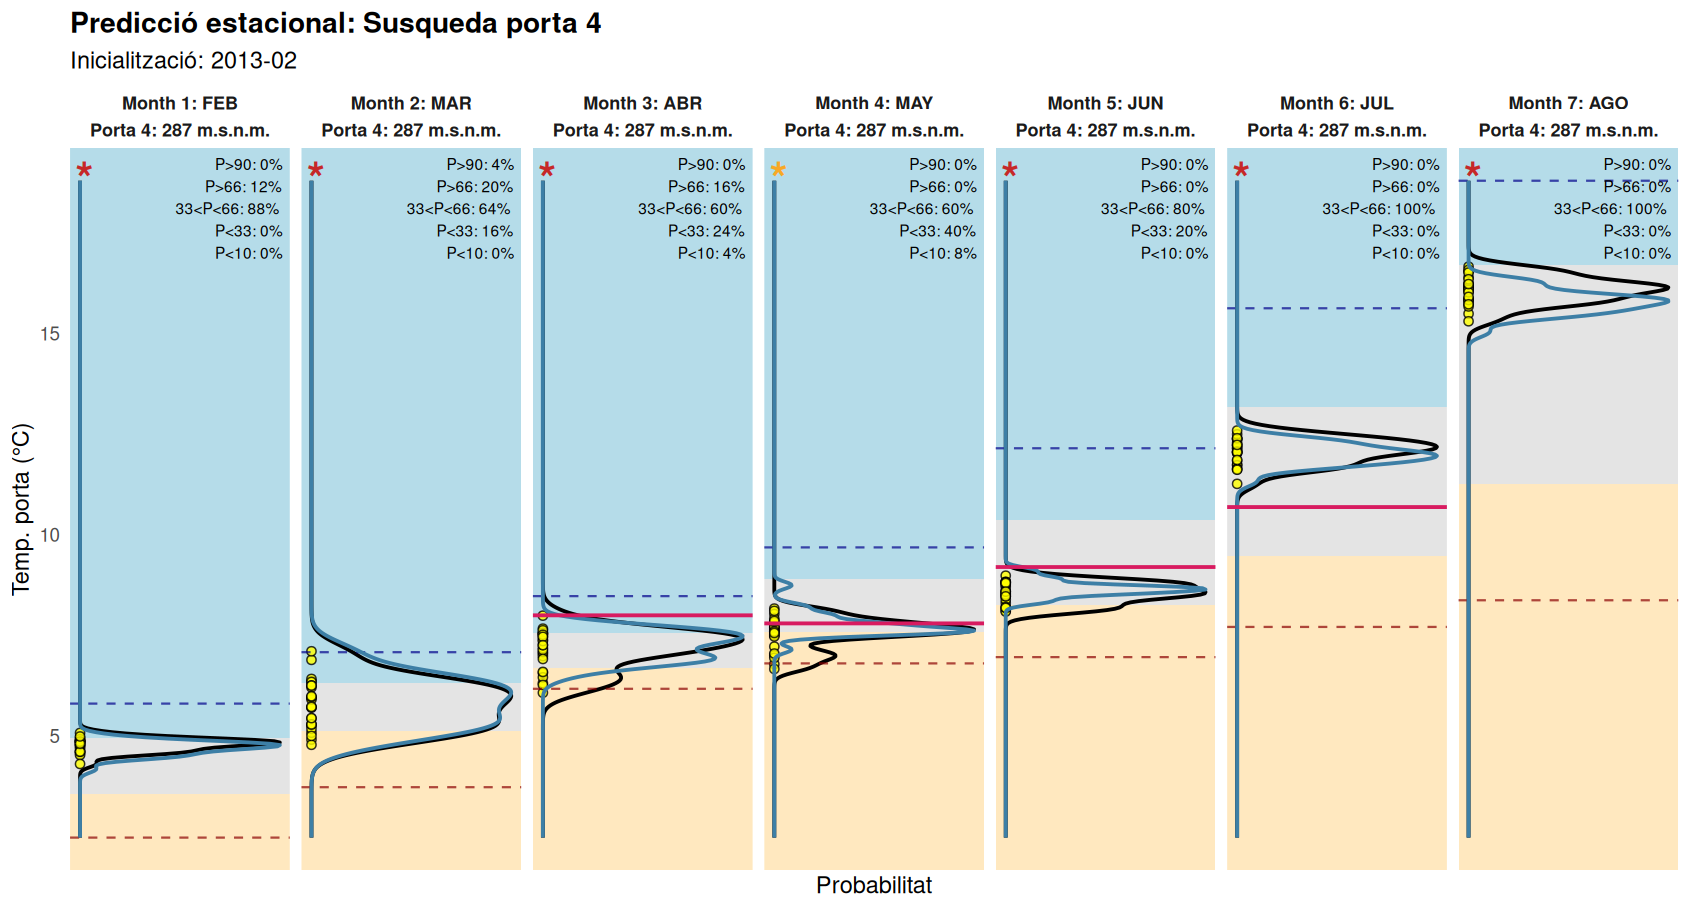 Predicció estacional: Susqueda porta 4
Inicialització: 2013-02
Month 1: FEB
Porta 4: 287 m.s.n.m.
Month 2: MAR
Porta 4: 287 m.s.n.m.
Month 3: ABR
Porta 4: 287 m.s.n.m.
Month 4: MAY
Porta 4: 287 m.s.n.m.
Month 5: JUN
Porta 4: 287 m.s.n.m.
Month 6: JUL
Porta 4: 287 m.s.n.m.
Month 7: AGO
Porta 4: 287 m.s.n.m.
*
P>90: 0%
P>66: 12%
33<P<66: 88%
P<33: 0%
P<10: 0%
*
P>90: 4%
P>66: 20%
33<P<66: 64%
P<33: 16%
P<10: 0%
*
P>90: 0%
P>66: 16%
33<P<66: 60%
P<33: 24%
P<10: 4%
*
P>90: 0%
P>66: 0%
33<P<66: 60%
P<33: 40%
P<10: 8%
*
P>90: 0%
P>66: 0%
33<P<66: 80%
P<33: 20%
P<10: 0%
*
P>90: 0%
P>66: 0%
33<P<66: 100%
P<33: 0%
P<10: 0%
*
P>90: 0%
P>66: 0%
33<P<66: 100%
P<33: 0%
P<10: 0%
15
10
5
Temp. porta (°C)
Probabilitat